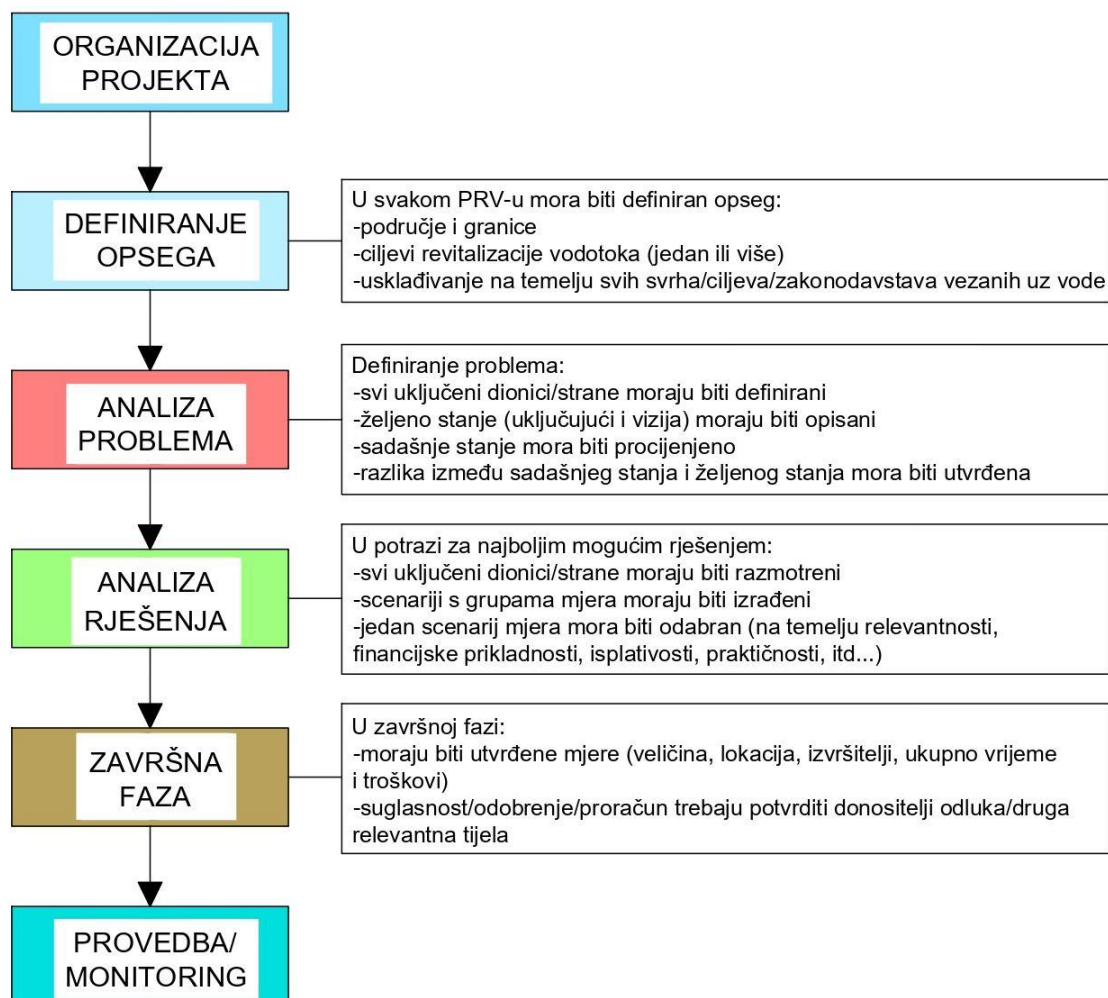 ORGANIZACIJA
PROJEKTA
DEFINIRANJE
OPSEGA
U svakom PRV-u mora biti definiran opseg:
-područje i granice
-ciljevi revitalizacije vodotoka (jedan ili više)
-usklađivanje na temelju svih svrha/ciljeva/zakonodavstava vezanih uz vode
ANALIZA
PROBLEMA
Definiranje problema:
-svi uključeni dionici/strane moraju biti definirani
-željeno stanje (uključujući i vizija) moraju biti opisani
-sadašnje stanje mora biti procijenjeno
-razlika između sadašnjeg stanja i željenog stanja mora biti utvrđena
ANALIZA
RJEŠENJA
U potrazi za najboljim mogućim rješenjem:
-svi uključeni dionici/strane moraju biti razmotreni
-scenariji s grupama mjera moraju biti izrađeni
-jedan scenarij mjera mora biti odabran (na temelju relevantnosti,
financijske prikladnosti, isplativosti, praktičnosti, itd...)
ZAVRŠNA
FAZA
U završnoj fazi:
-moraju biti utvrđene mjere (veličina, lokacija, izvršitelji, ukupno vrijeme
i troškovi)
-suglasnost/odobrenje/proračun trebaju potvrditi donositelji odluka/druga
relevantna tijela
PROVEDBA/
MONITORING